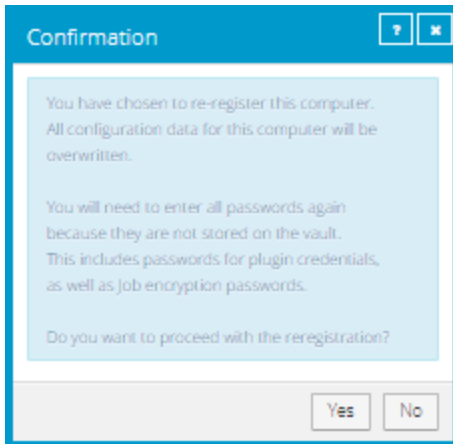 Confirmation
?
×
You have chosen to re-register this computer.
All configuration data for this computer will be
overwritten.
You will need to enter all passwords again
because they are not stored on the vault.
This includes passwords for plugin credentials,
as well as Job encryption passwords.
Do you want to proceed with the reregistration?
Yes
No